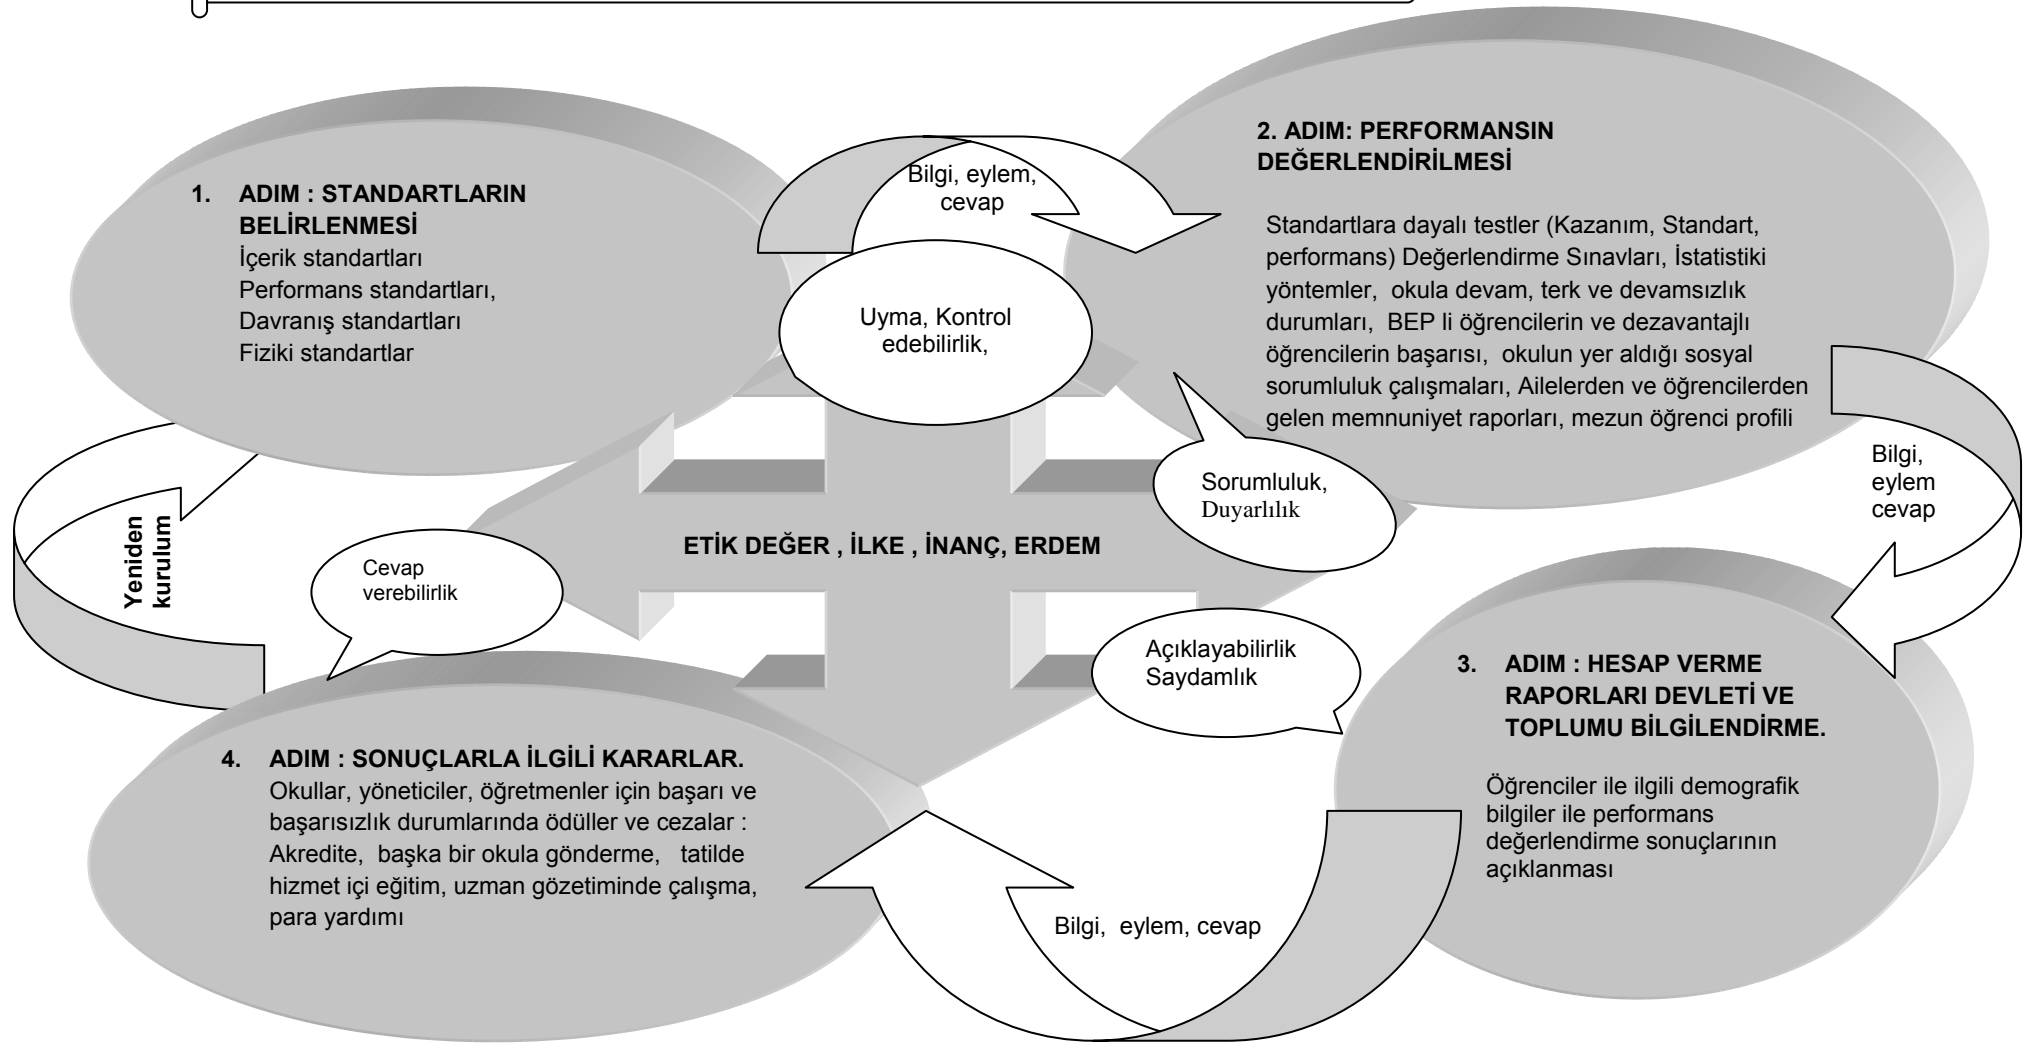 1. ADIM : STANDARTLARIN
BELİRLENMESİ
İçerik standartları
Performans standartları,
Davranış standartları
Fiziki standartlar
Bilgi, eylem,
cevap
Uyma, Kontrol
edebilirlik,
2. ADIM: PERFORMANSIN
DEĞERLENDİRİLMESİ
Standartlara dayalı testler (Kazanım, Standart,
performans) Değerlendirme Sınavları, İstatistiki
yöntemler, okula devam, terk ve devamsızlık
durumları, BEP li öğrencilerin ve dezavantajlı
öğrencilerin başarısı, okulun yer aldığı sosyal
sorumluluk çalışmaları, Ailelerden ve öğrencilerden
gelen memnuniyet raporları, mezun öğrenci profili
Bilgi,
eylem
cevap
Sorumluluk,
Duyarlılık
ETİK DEĞER , İLKE , İNANÇ, ERDEM
Yeniden
kurulum
Cevap
verebilirlik
Açıklayabilirlik
Saydamlık
3. ADIM : HESAP VERME
RAPORLARI DEVLETİ VE
TOPLUMU BİLGİLENDİRME.
Öğrenciler ile ilgili demografik
bilgiler ile performans
değerlendirme sonuçlarının
açıklanması
4. ADIM : SONUÇLARLA İLGİLİ KARARLAR.
Okullar, yöneticiler, öğretmenler için başarı ve
başarısızlık durumlarında ödüller ve cezalar :
Akredite, başka bir okula gönderme, tatilde
hizmet içi eğitim, uzman gözetiminde çalışma,
para yardımı
Bilgi, eylem, cevap